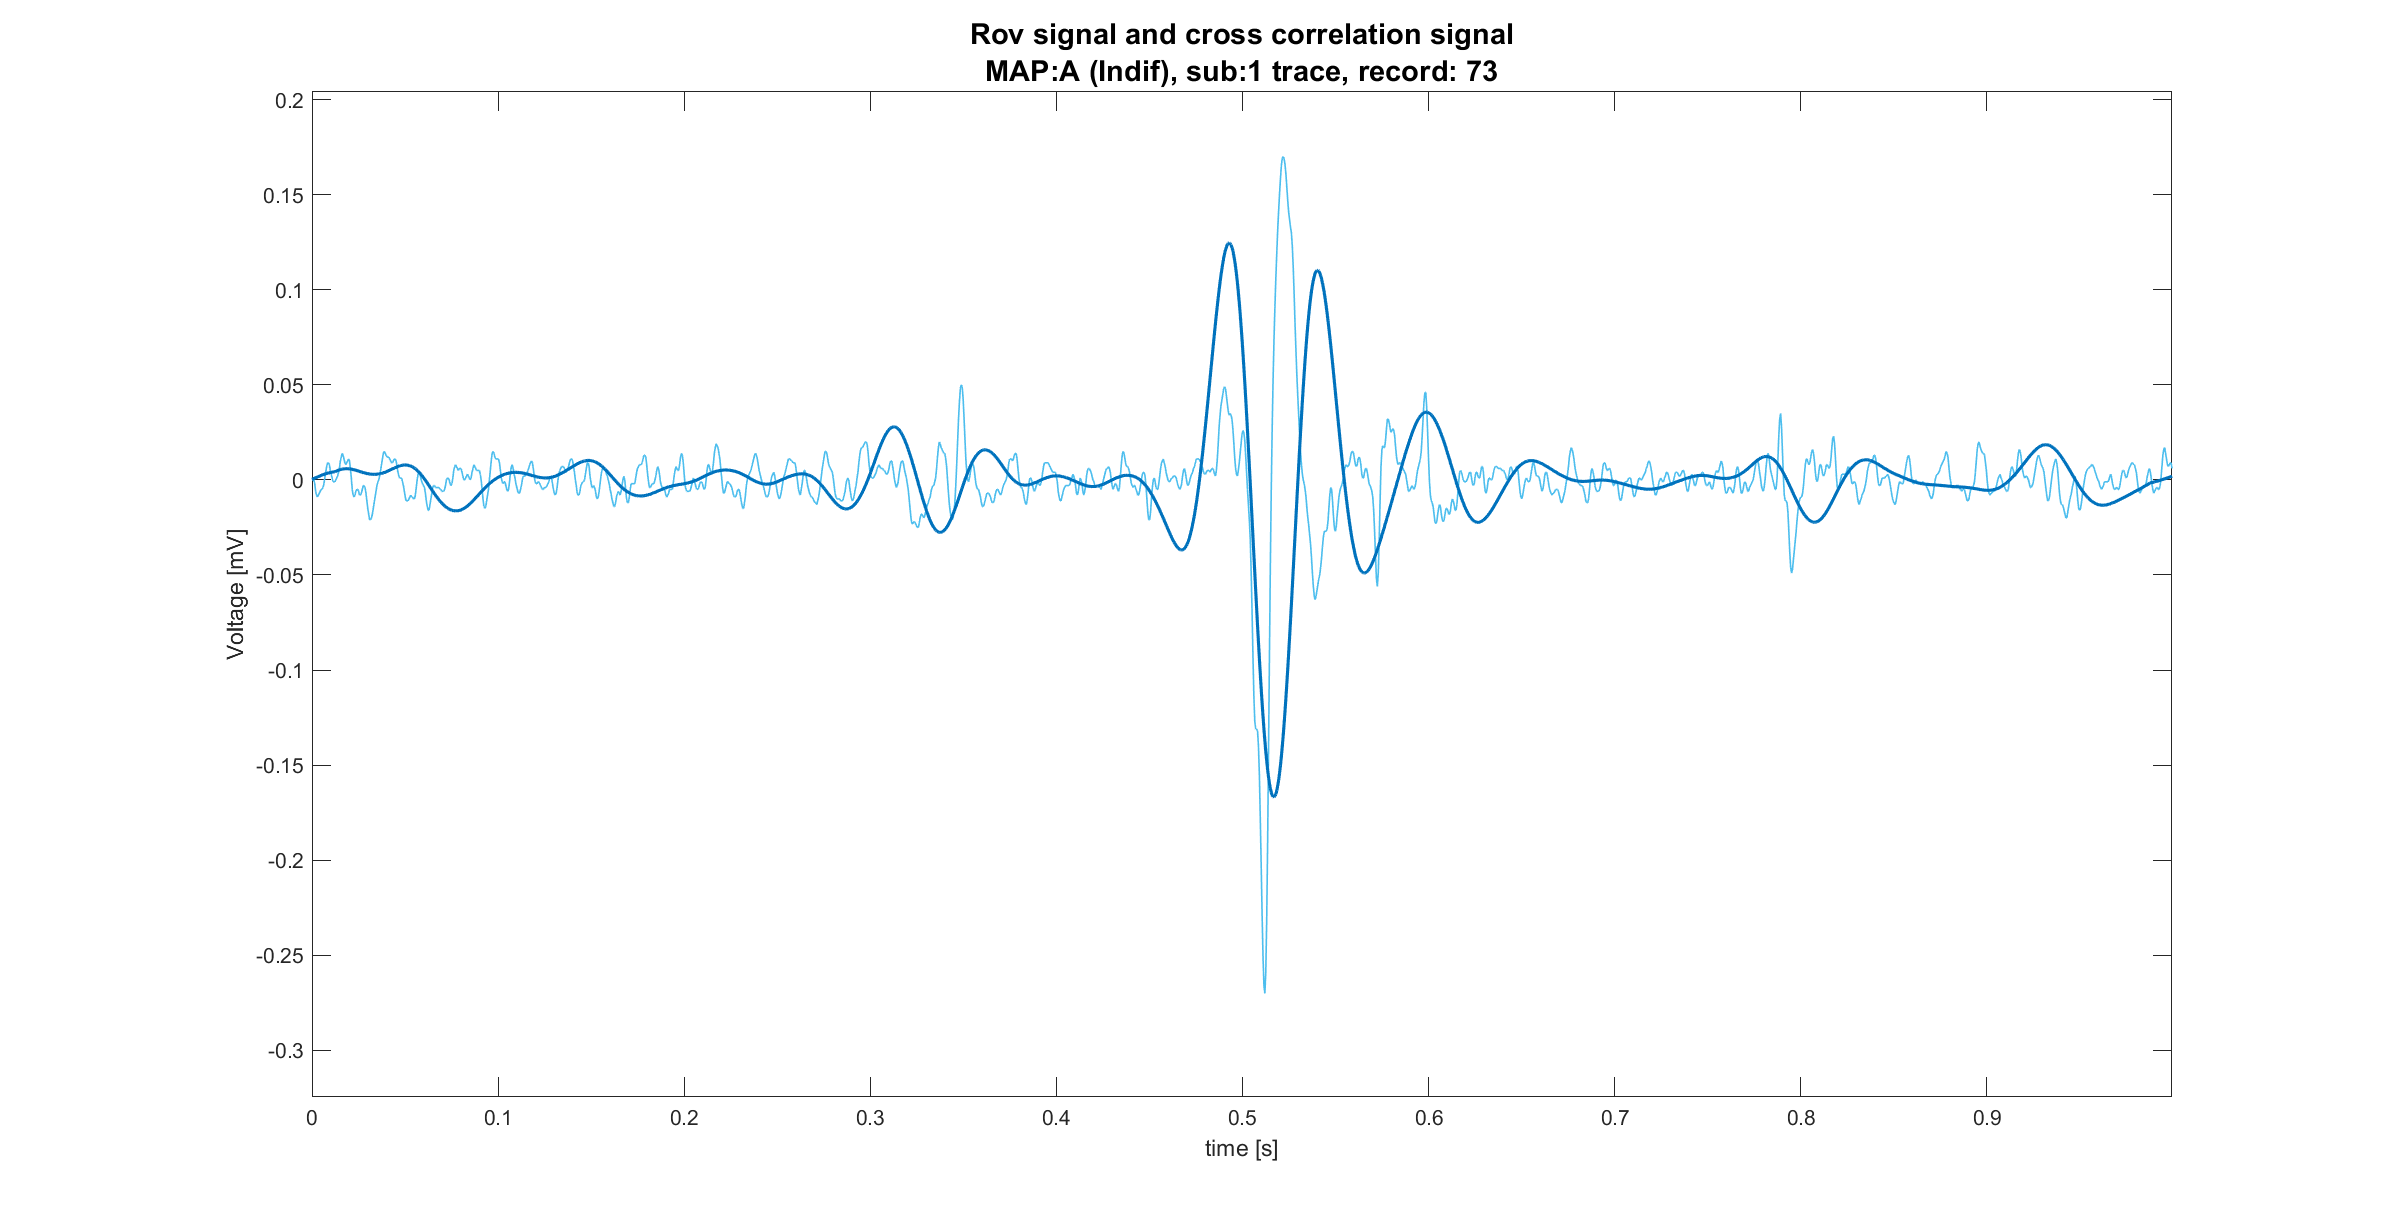 Rov signal and cross correlation signal
MAP:A (Indif), sub:1 trace, record: 73
0.2
0.15
0.1
0.05
0
-0.05
-0.1
-0.15
-0.2
-0.25
-0.3
Voltage [mV]
0 0.1 0.2 0.3 0.4 0.5 0.6 0.7 0.8 0.9
time [s]